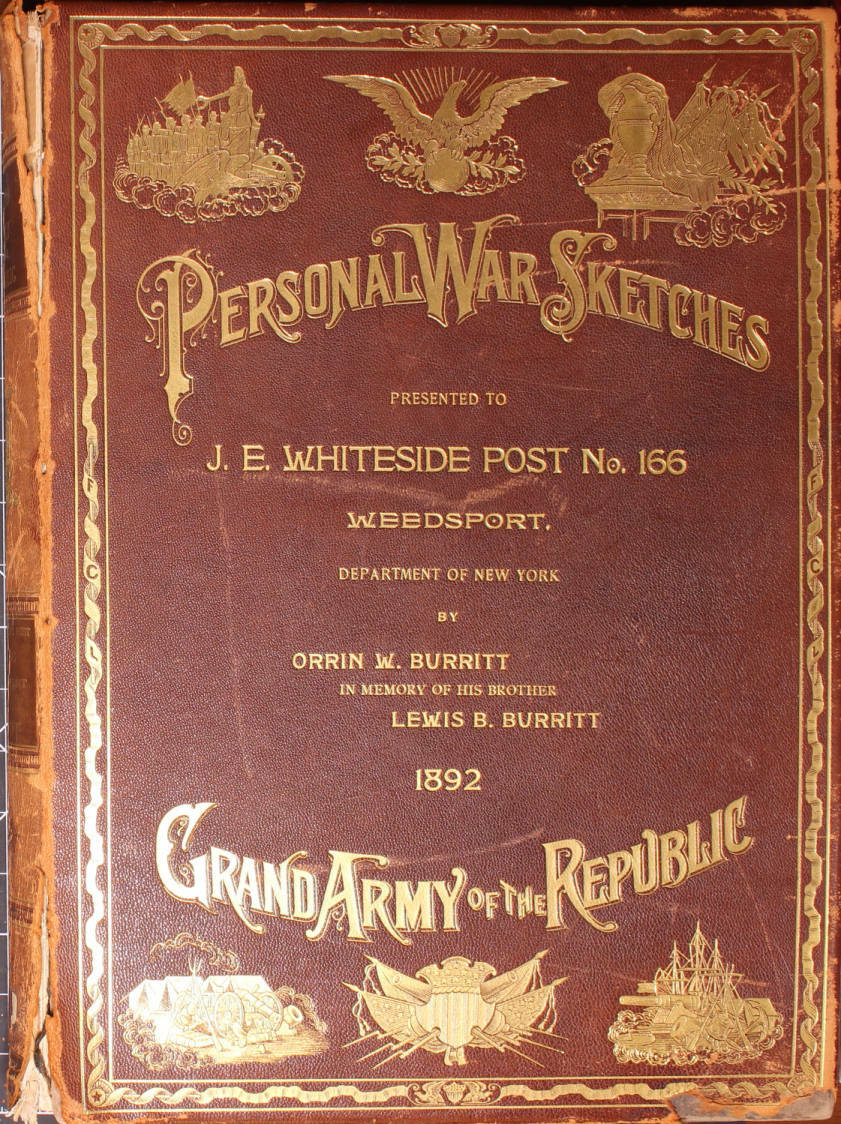 PERSONAL WAR SKETCHES
PRESENTED TO
J. E. WHITESIDE POST No. 166
WEEDSPORT,
DEPARTMENT OF NEW YORK
BY
ORRIN W. BURRITT
IN MEMORY OF HIS BROTHER
LEWIS B. BURRITT
1892
GRAND ARMY OF THE REPUBLIC
F
C
L
F
C
L